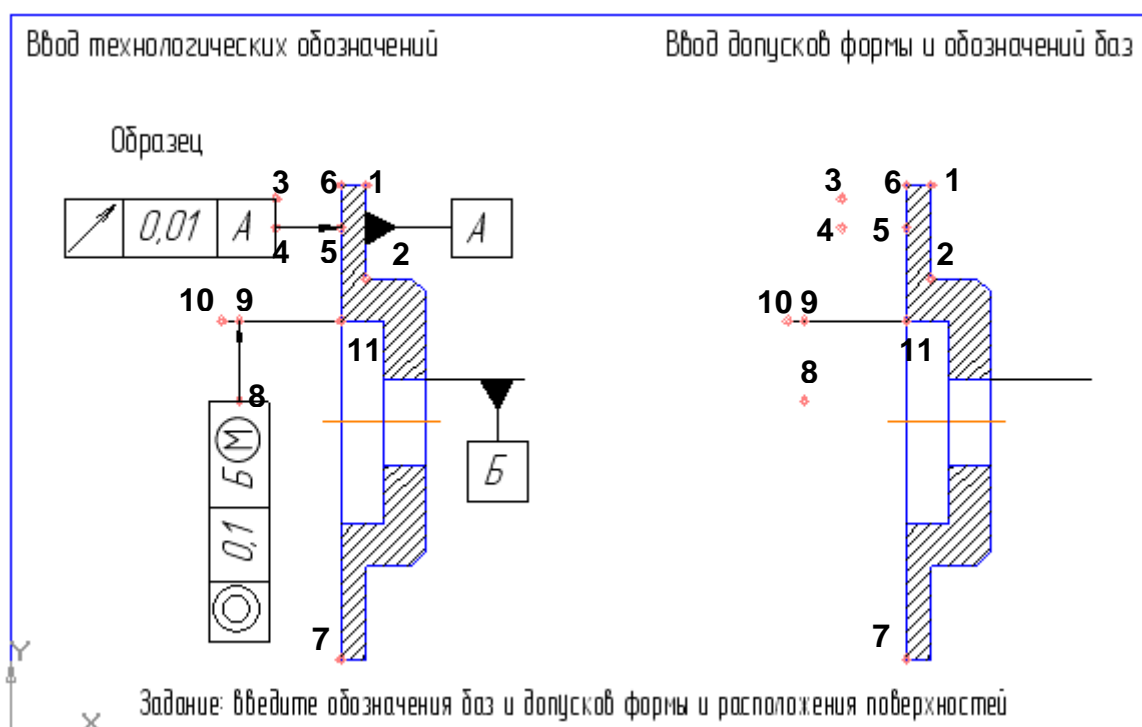 Ввод технологических обозначений
Ввод допусков формы и обозначений баз
Образец
3 6 1
0,01 А
4 5
А
2
10 9
11
8
Б М
0,1
Б
7
3 6 1
4 5
2
10 9
11
8
7
Y
X
Задание: введите обозначения баз и допусков формы и расположения поверхностей